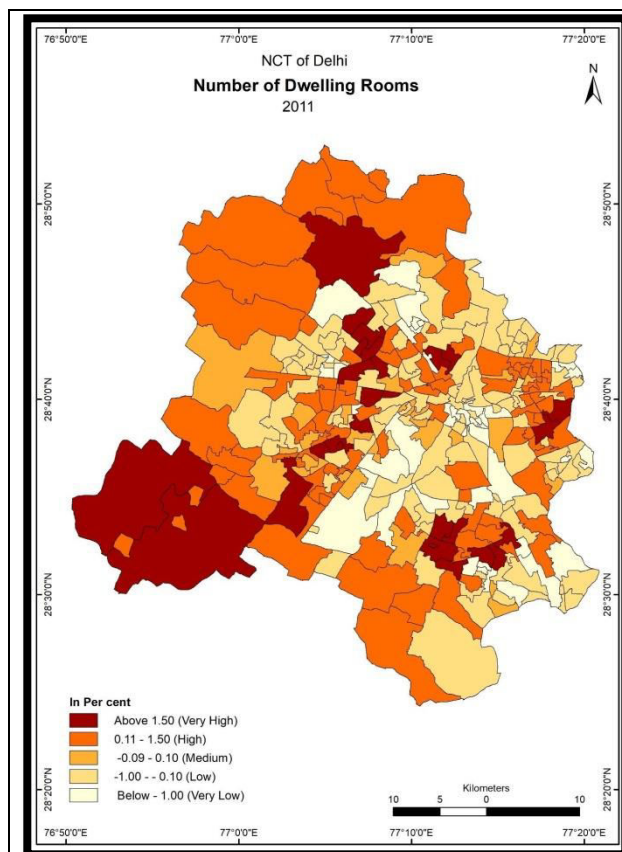 76°50'0"E 77°0'0"E 77°10'0"E 77°20'0"E
NCT of Delhi
Number of Dwelling Rooms
2011
N
28°50'0"N 28°50'0"N
28°40'0"N 28°40'0"N
28°30'0"N 28°30'0"N
28°20'0"N 28°20'0"N
In Per cent
Above 1.50 (Very High)
0.11 - 1.50 (High)
-0.09 - 0.10 (Medium)
-1.00 - - 0.10 (Low)
Below - 1.00 (Very Low)
Kilometers
10 5 0 10
76°50'0"E 77°0'0"E 77°10'0"E 77°20'0"E